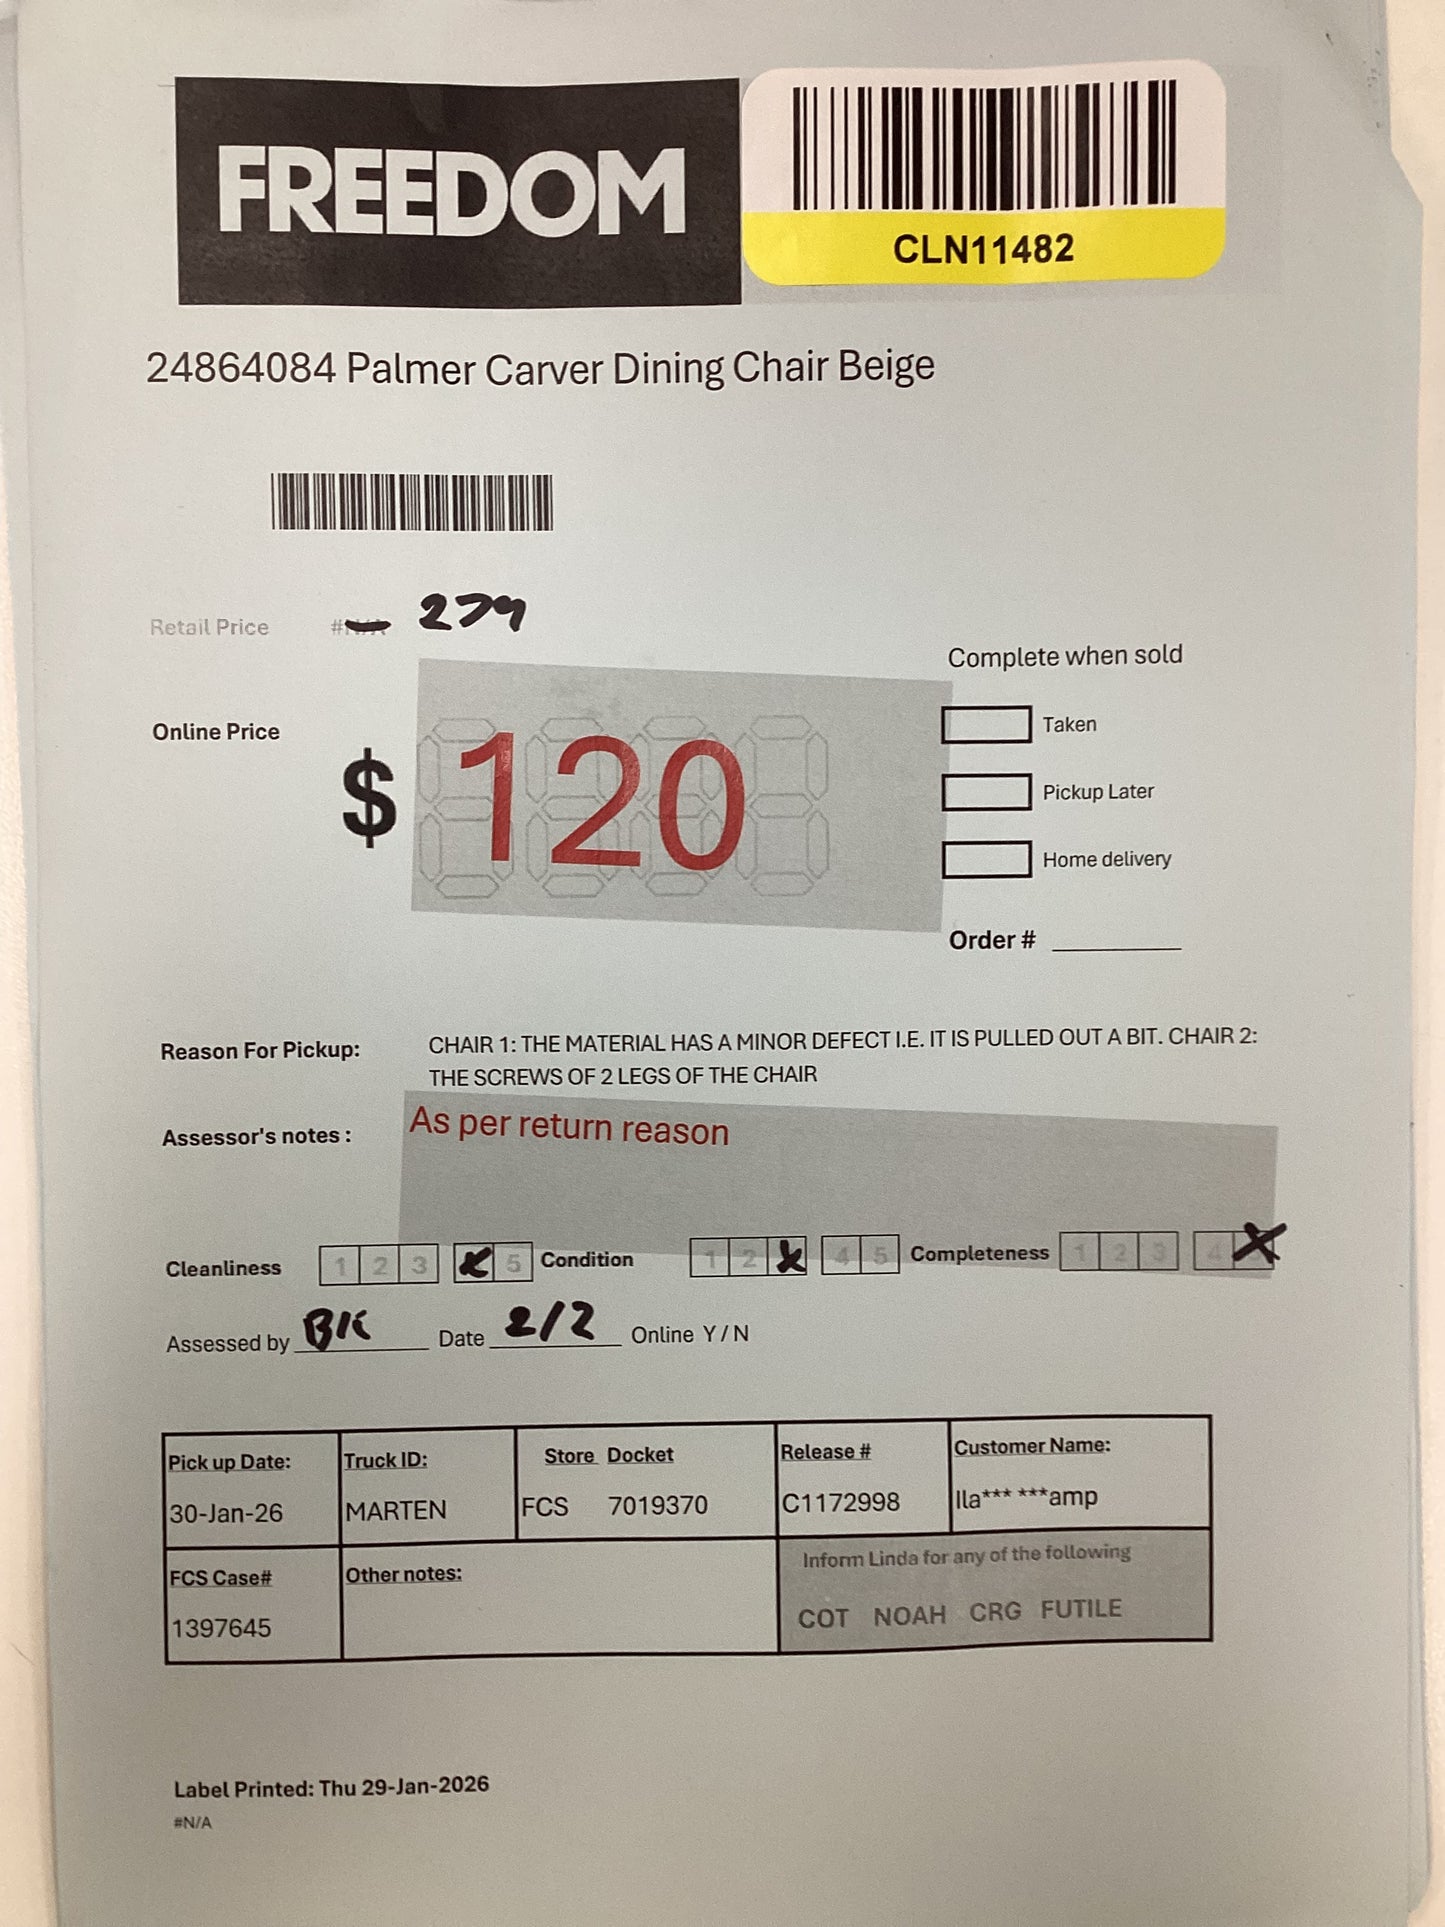 FREEDOM
CLN11482
24864084 Palmer Carver Dining Chair Beige
Retail Price #N/A 279
Complete when sold
Online Price
$ 120
Taken
Pickup Later
Home delivery
Order #
Reason For Pickup: CHAIR 1: THE MATERIAL HAS A MINOR DEFECT I.E. IT IS PULLED OUT A BIT. CHAIR 2:
THE SCREWS OF 2 LEGS OF THE CHAIR
Assessor's notes : As per return reason
Cleanliness 1 2 3 5 Condition 1 2 4 5 Completeness 1 2 3 4
Assessed by BK Date 2/2 Online Y / N
Pick up Date: Truck ID: Store Docket Release # Customer Name:
30-Jan-26 MARTEN FCS 7019370 C1172998 lla*** ***amp
FCS Case# Other notes: Inform Linda for any of the following
1397645 COT NOAH CRG FUTILE
Label Printed: Thu 29-Jan-2026
#N/A